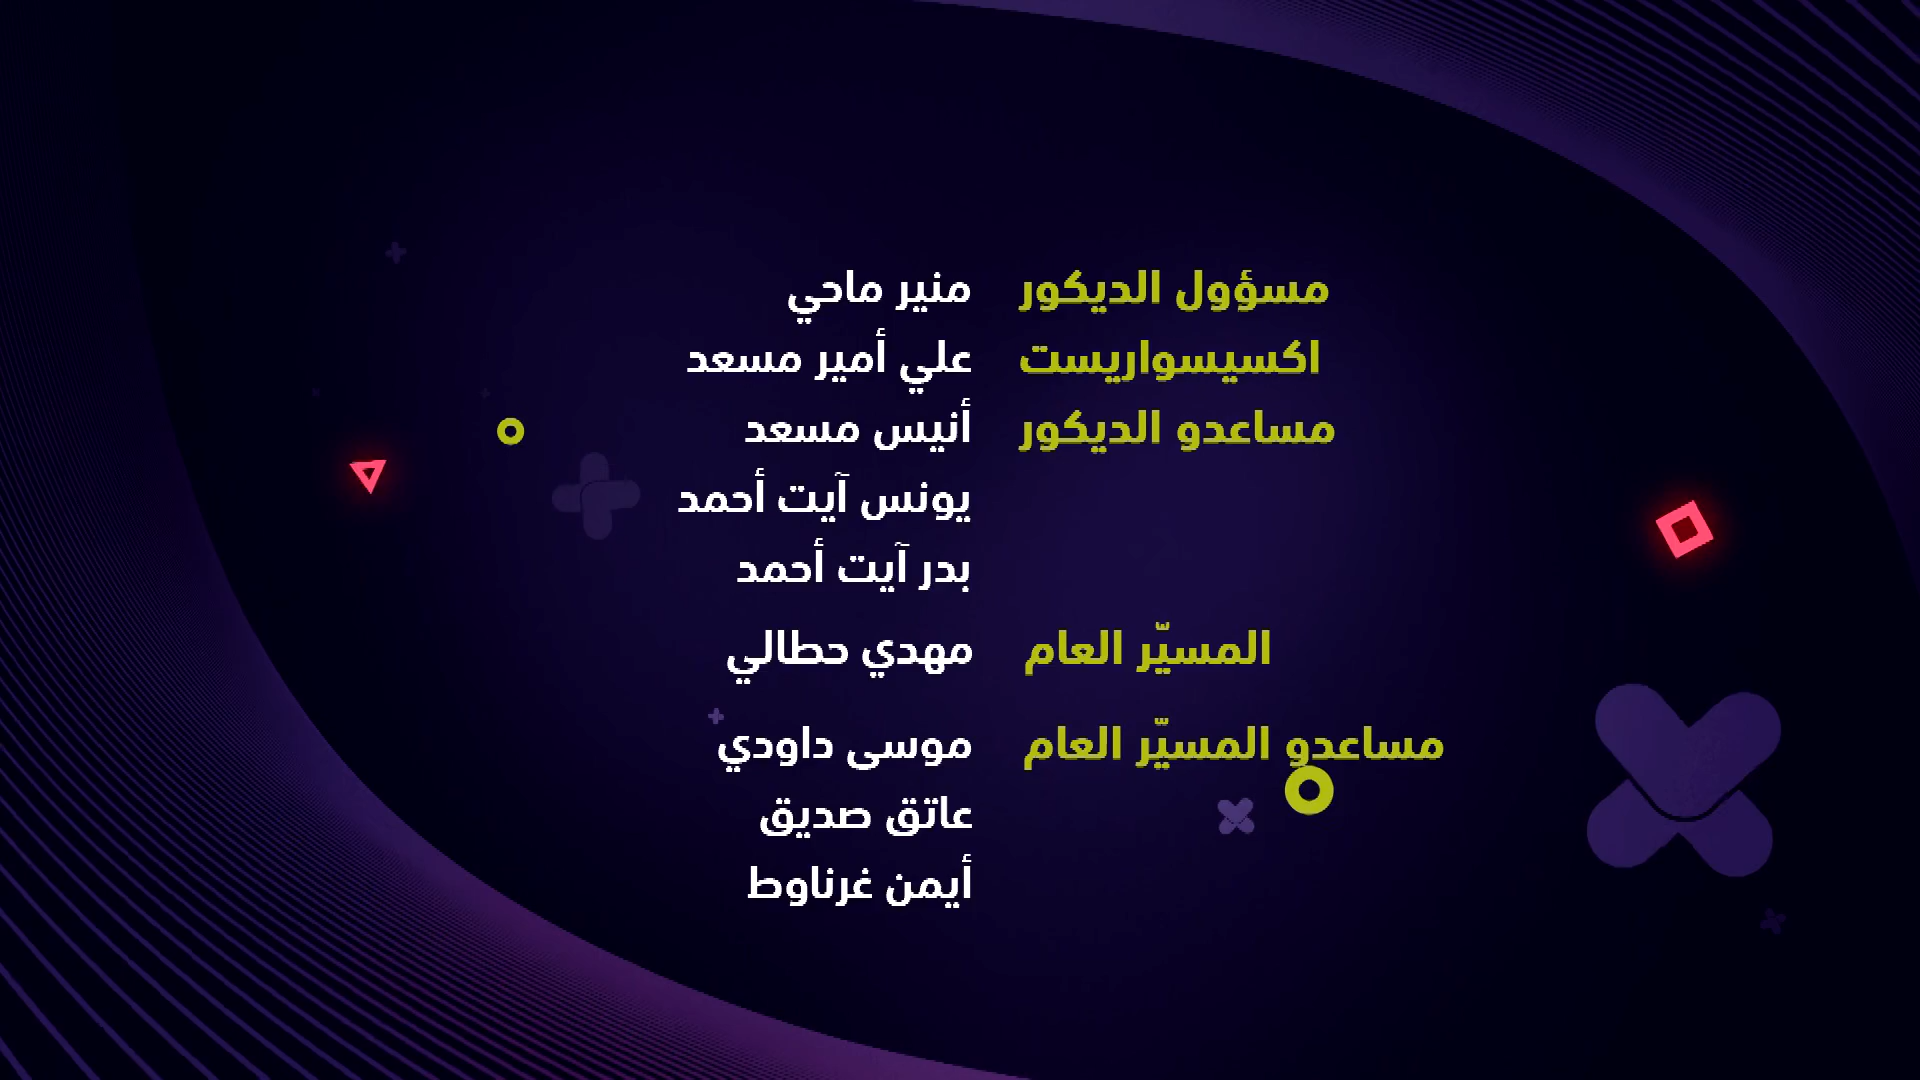 مسؤول الديكور منير ماحي
اكسيسواريست علي أمير مسعد
مساعدو الديكور أنيس مسعد
يونس آيت أحمد
بدر آيت أحمد
المسيّر العام مهدي حطالي
مساعدو المسيّر العام موسى داودي
عاتق صديق
أيمن غرناوط